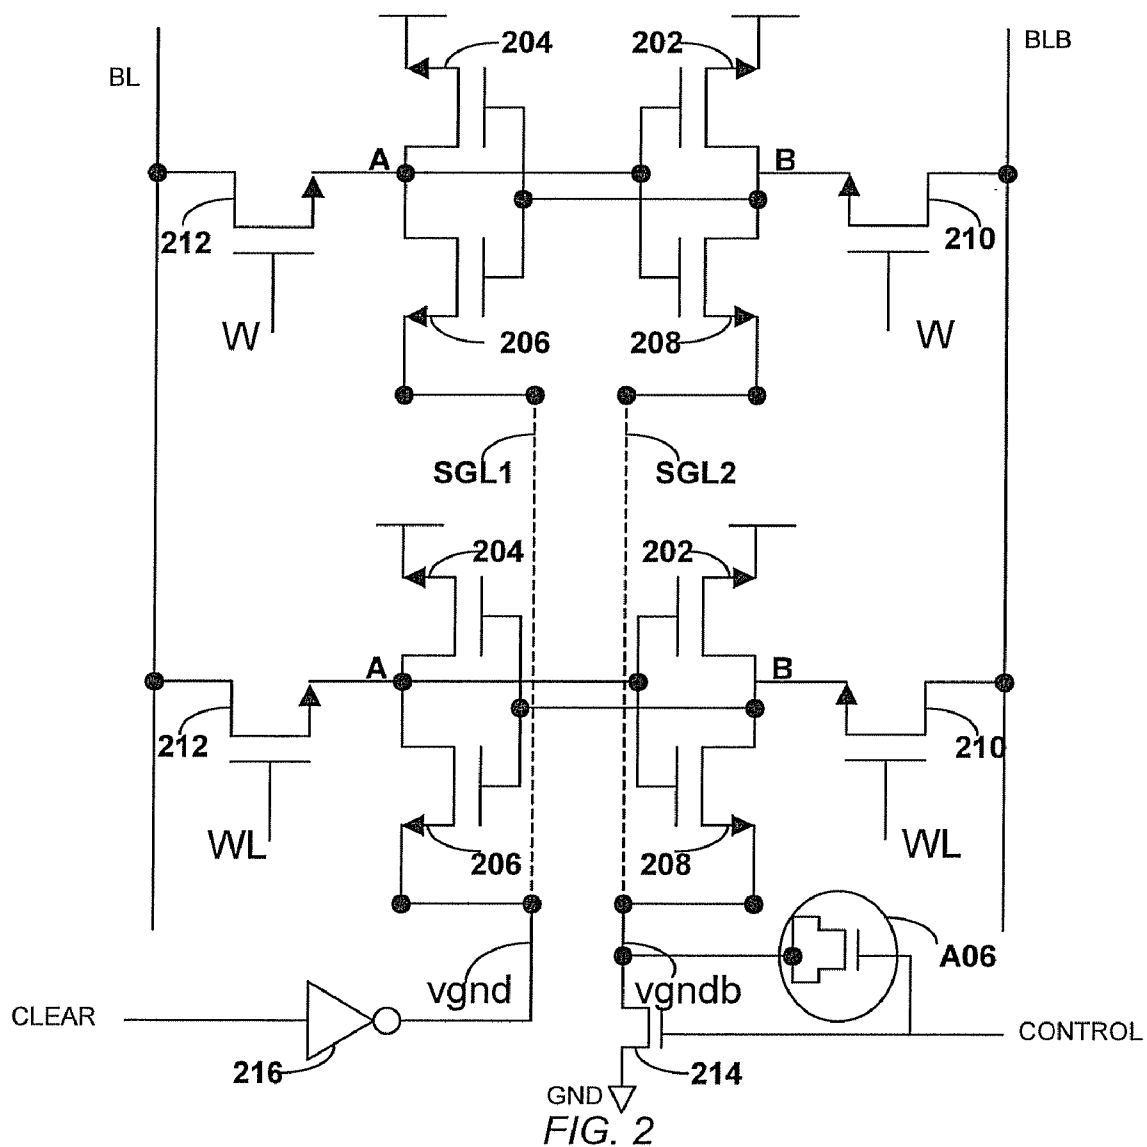 204 202
BL BLB
A B
212 210
W W
206 208
SGL1 SGL2
204 202
A B
212 210
WL WL
206 208
A06
vgnd vgndb
CLEAR CONTROL
216 214
GND
FIG. 2